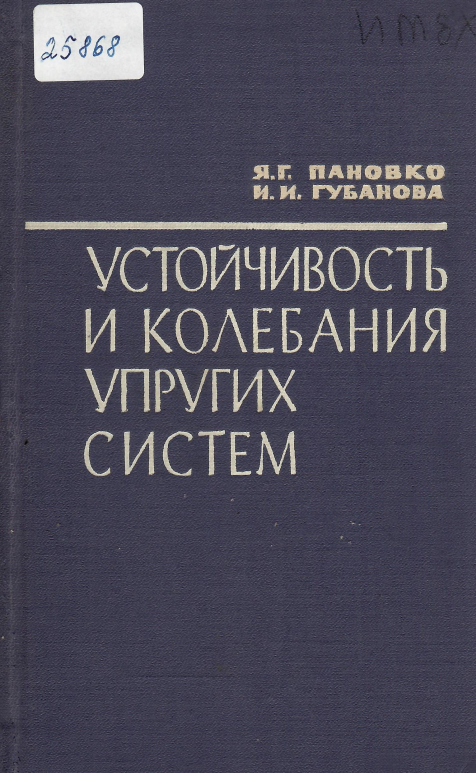 25868
Я.Г. ПАНОВКО
И.И. ГУБАНОВА
УСТОЙЧИВОСТЬ
И КОЛЕБАНИЯ
УПРУГИХ
СИСТЕМ